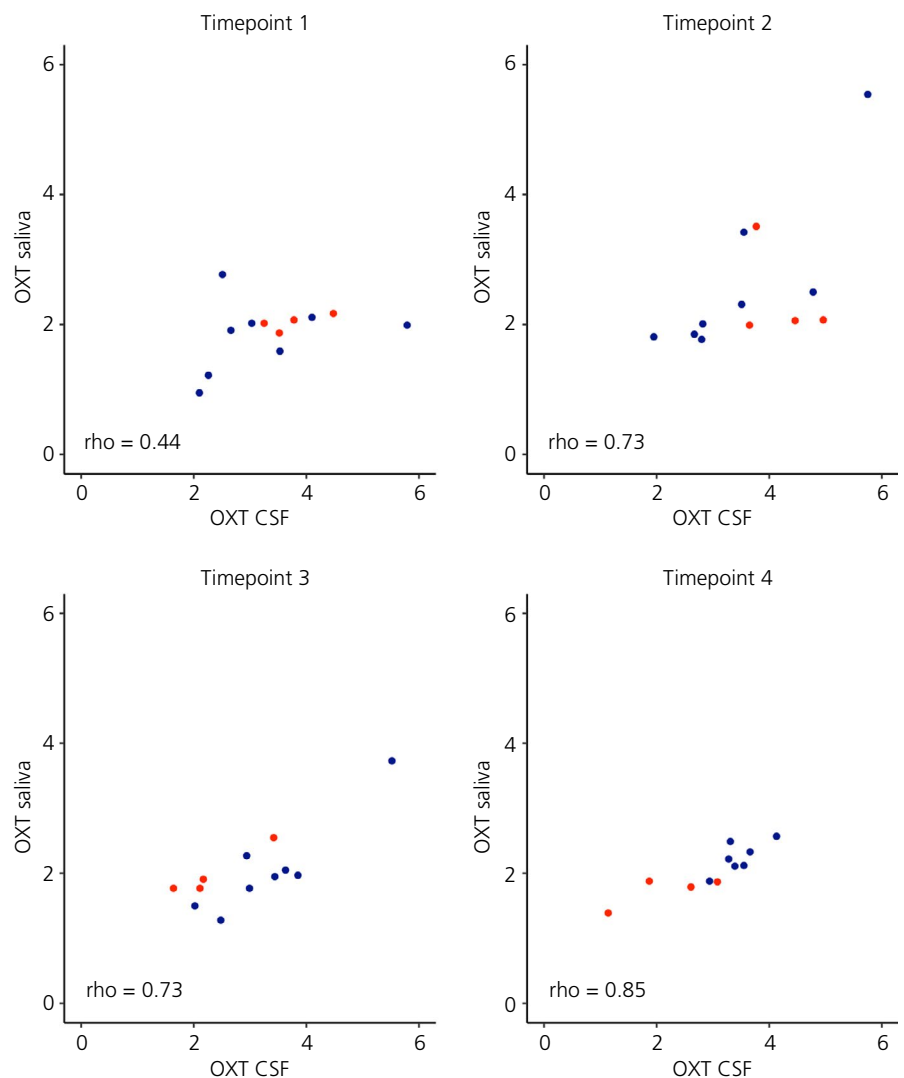 Timepoint 1
6
4
2
0
OXT saliva
rho = 0.44
0 2 4 6
OXT CSF
Timepoint 2
6
4
2
0
OXT saliva
rho = 0.73
0 2 4 6
OXT CSF
Timepoint 3
6
4
2
0
OXT saliva
rho = 0.73
0 2 4 6
OXT CSF
Timepoint 4
6
4
2
0
OXT saliva
rho = 0.85
0 2 4 6
OXT CSF